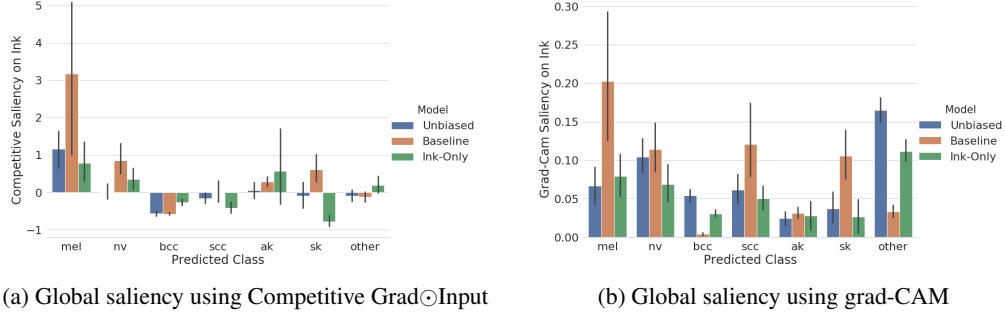 5
4
3
2
1
0
−1
Competitive Saliency on Ink
mel nv bcc scc ak sk other
Predicted Class
Model
Unbiased
Baseline
Ink-Only
(a) Global saliency using Competitive Grad⊙Input
0.30
0.25
0.20
0.15
0.10
0.05
0.00
Grad-Cam Saliency on Ink
mel nv bcc scc ak sk other
Predicted Class
Model
Unbiased
Baseline
Ink-Only
(b) Global saliency using grad-CAM